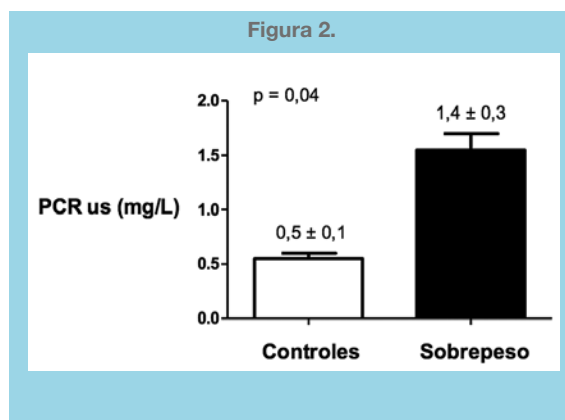 Figura 2.
p = 0,04
1,4 ± 0,3
0,5 ± 0,1
PCR us (mg/L)
2.0
1.5
1.0
0.5
0.0
Controles Sobrepeso